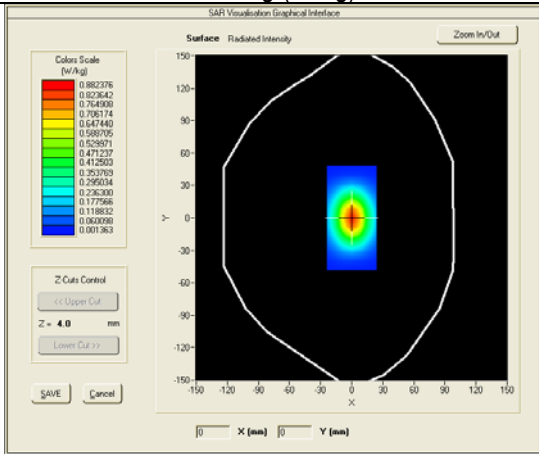 SAR Visualisation Graphical Interface
Surface Radiated Intensity
Zoom In/Out
Colors Scale
(W/kg)
0.882376
0.823642
0.764908
0.706174
0.647440
0.588705
0.529971
0.471237
0.412503
0.353769
0.295034
0.236300
0.177566
0.118832
0.060098
0.001363
150
120
90
60
30
0
-30
-60
-90
-120
-150
Y
-150 -120 -90 -60 -30 0 30 60 90 120 150
X
Z Cuts Control
<< Upper Cut
Z = 4.0 mm
Lower Cut >>
SAVE Cancel
0 X (mm) 0 Y (mm)